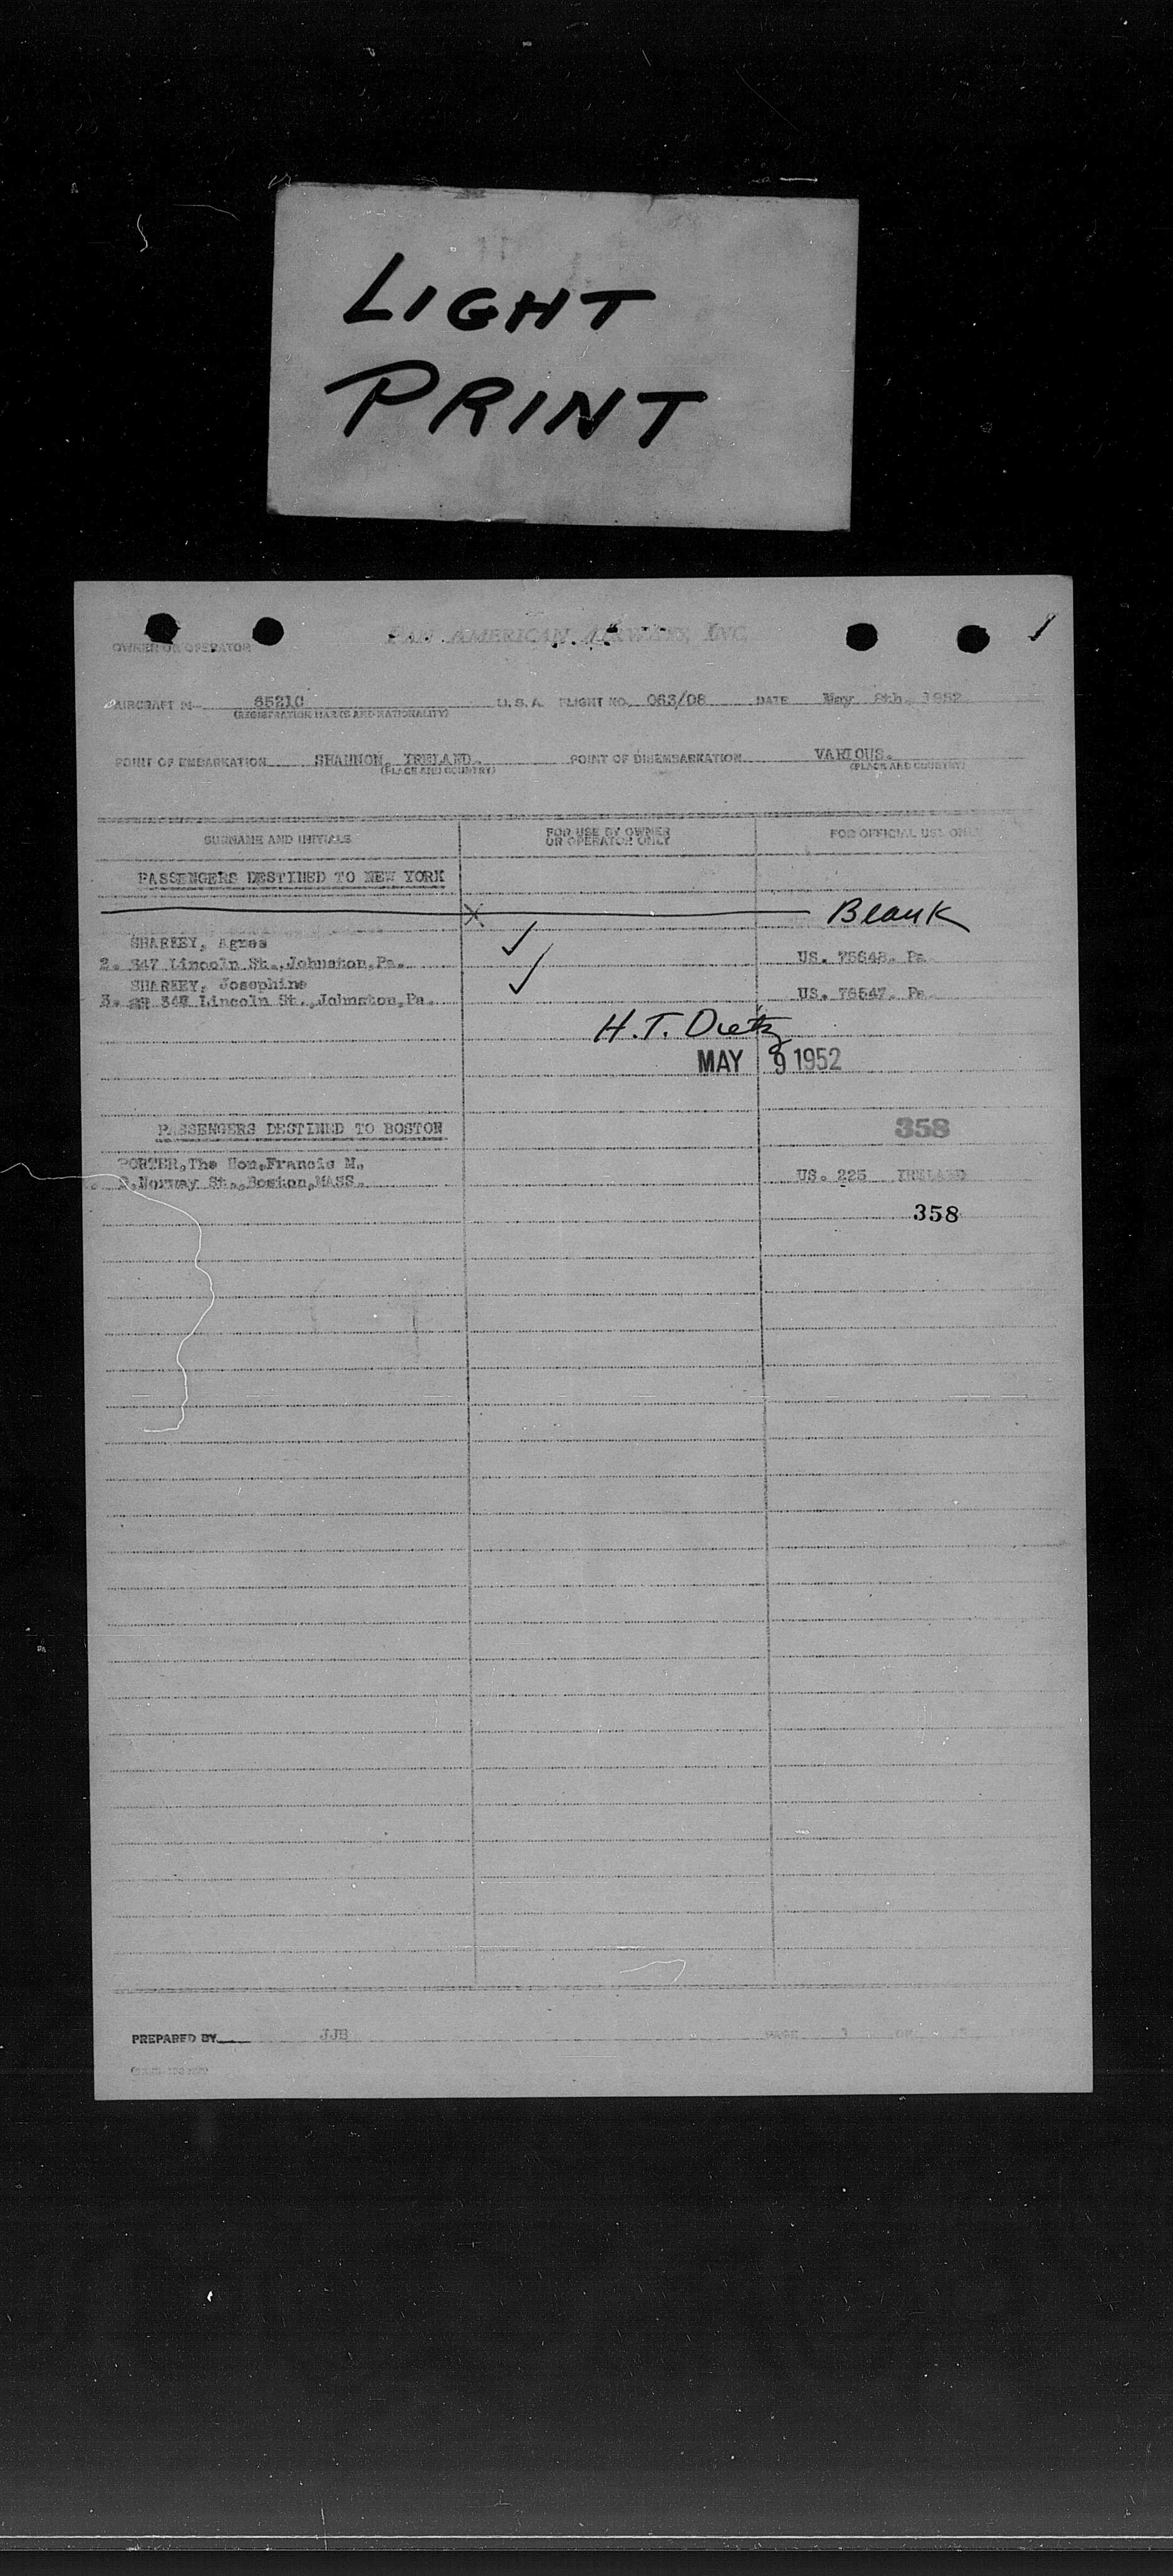 LIGHT
PRINT
PAN AMERICAN AIRWAYS, INC.
OWNER OR OPERATOR
AIRCRAFT N- 65210 U.S.A. FLIGHT NO. 063/08 DATE May 8th, 1952
(REGISTRATION MARKS AND NATIONALITY)
POINT OF EMBARKATION SHANNON, IRELAND. POINT OF DISEMBARKATION VARIOUS.
(PLACE AND COUNTRY) (PLACE AND COUNTRY)
SURNAME AND INITIALS FOR USE BY OWNER OR OPERATOR ONLY FOR OFFICIAL USE ONLY
PASSENGERS DESTINED TO NEW YORK
X Blank
SHARKEY, Agnes
2. 347 Lincoln St., Johnston, Pa. US. Pa.
SHARKEY, Josephine
3. Lincoln St., Johnston, Pa. US. 76547. Pa.
H.T. Dietz
MAY 9 1952
PASSENGERS DESTINED TO BOSTON 358
PORTER, The Hon. Francis M.,
Norway St., Boston, MASS. US. 225 IRELAND
358
PREPARED BY JJB PAGE